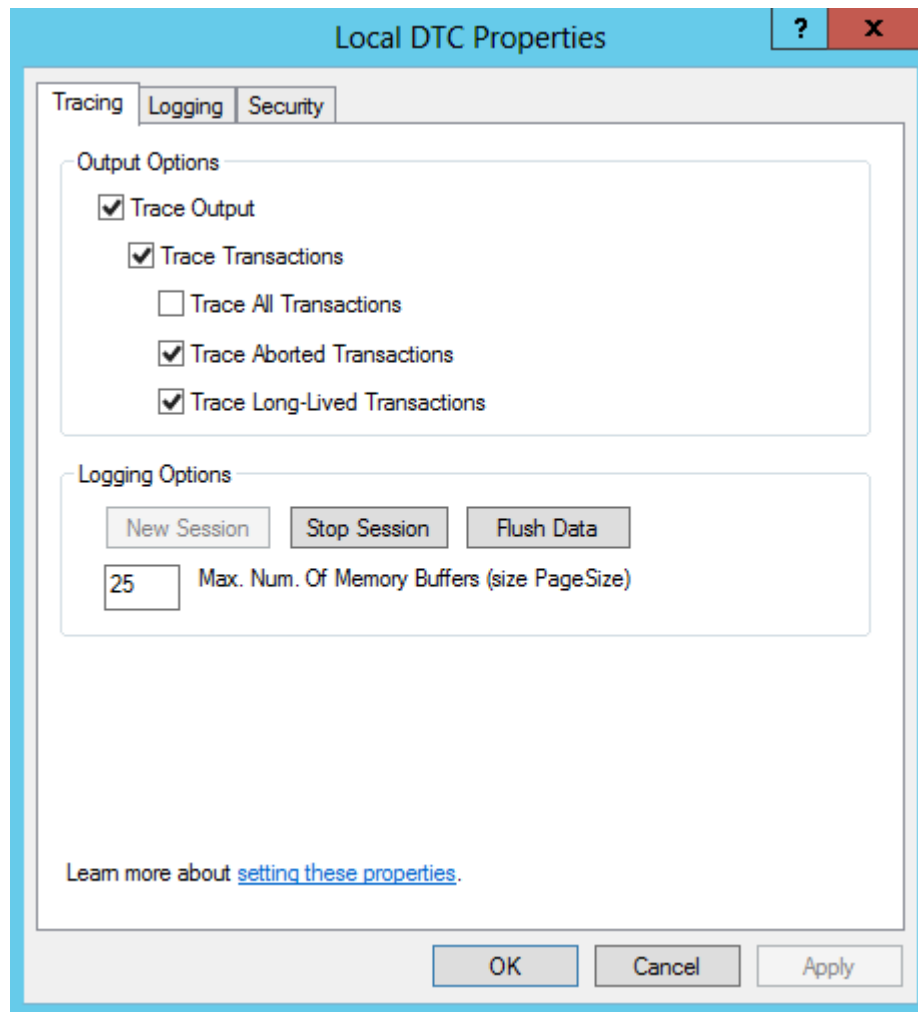 Local DTC Properties
? x
Tracing Logging Security
Output Options
Trace Output
Trace Transactions
Trace All Transactions
Trace Aborted Transactions
Trace Long-Lived Transactions
Logging Options
New Session Stop Session Flush Data
25 Max. Num. Of Memory Buffers (size PageSize)
Learn more about setting these properties.
OK Cancel Apply